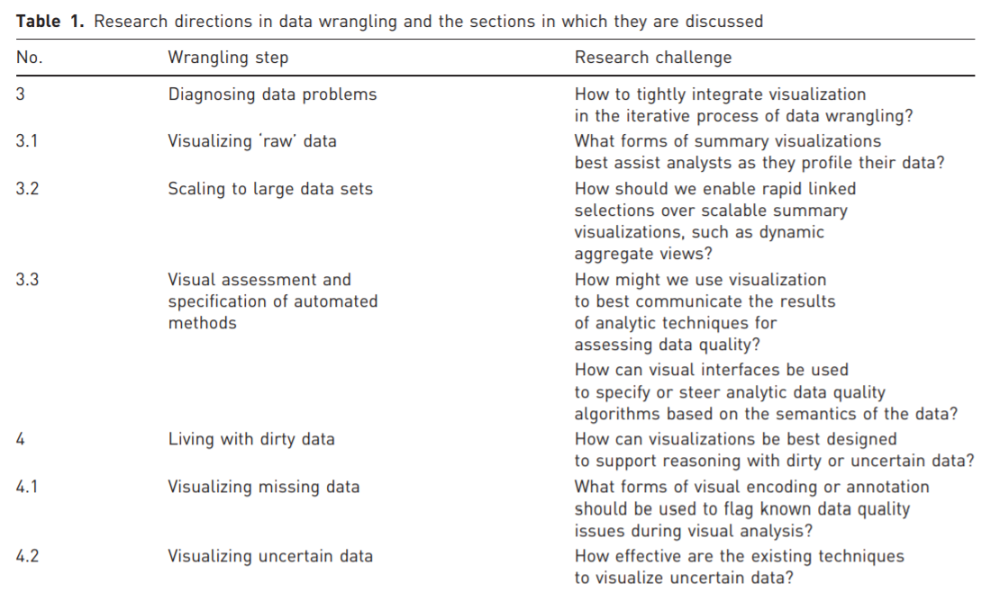 Table 1. Research directions in data wrangling and the sections in which they are discussed
No. Wrangling step Research challenge
3 Diagnosing data problems How to tightly integrate visualization
in the iterative process of data wrangling?
3.1 Visualizing ‘raw’ data What forms of summary visualizations
best assist analysts as they profile their data?
3.2 Scaling to large data sets How should we enable rapid linked
selections over scalable summary
visualizations, such as dynamic
aggregate views?
3.3 Visual assessment and How might we use visualization
specification of automated to best communicate the results
methods of analytic techniques for
assessing data quality?
How can visual interfaces be used
to specify or steer analytic data quality
algorithms based on the semantics of the data?
4 Living with dirty data How can visualizations be best designed
to support reasoning with dirty or uncertain data?
4.1 Visualizing missing data What forms of visual encoding or annotation
should be used to flag known data quality
issues during visual analysis?
4.2 Visualizing uncertain data How effective are the existing techniques
to visualize uncertain data?